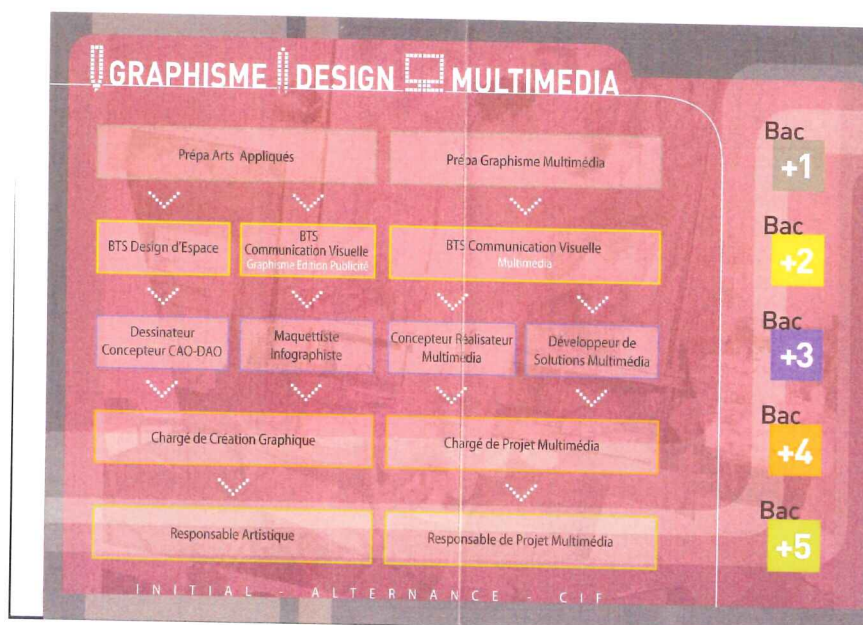 GRAPHISME DESIGN MULTIMEDIA
Prépa Arts Appliqués
Prépa Graphisme Multimédia
Bac
+1
BTS Design d'Espace
BTS
Communication Visuelle
Graphisme Edition Publicité
BTS Communication Visuelle
Multimédia
Bac
+2
Dessinateur
Concepteur CAO-DAO
Maquettiste
Infographiste
Concepteur Réalisateur
Multimédia
Développeur de
Solutions Multimédia
Bac
+3
Chargé de Création Graphique
Chargé de Projet Multimédia
Bac
+4
Responsable Artistique
Responsable de Projet Multimédia
Bac
+5
INITIAL - ALTERNANCE - CIF